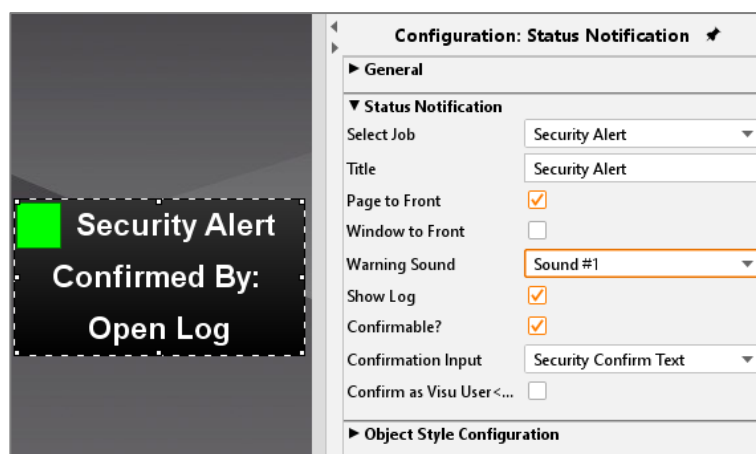 Security Alert
Confirmed By:
Open Log
Configuration: Status Notification
General
Status Notification
Select Job Security Alert
Title Security Alert
Page to Front
Window to Front
Warning Sound Sound #1
Show Log
Confirmable?
Confirmation Input Security Confirm Text
Confirm as Visu User<...
Object Style Configuration